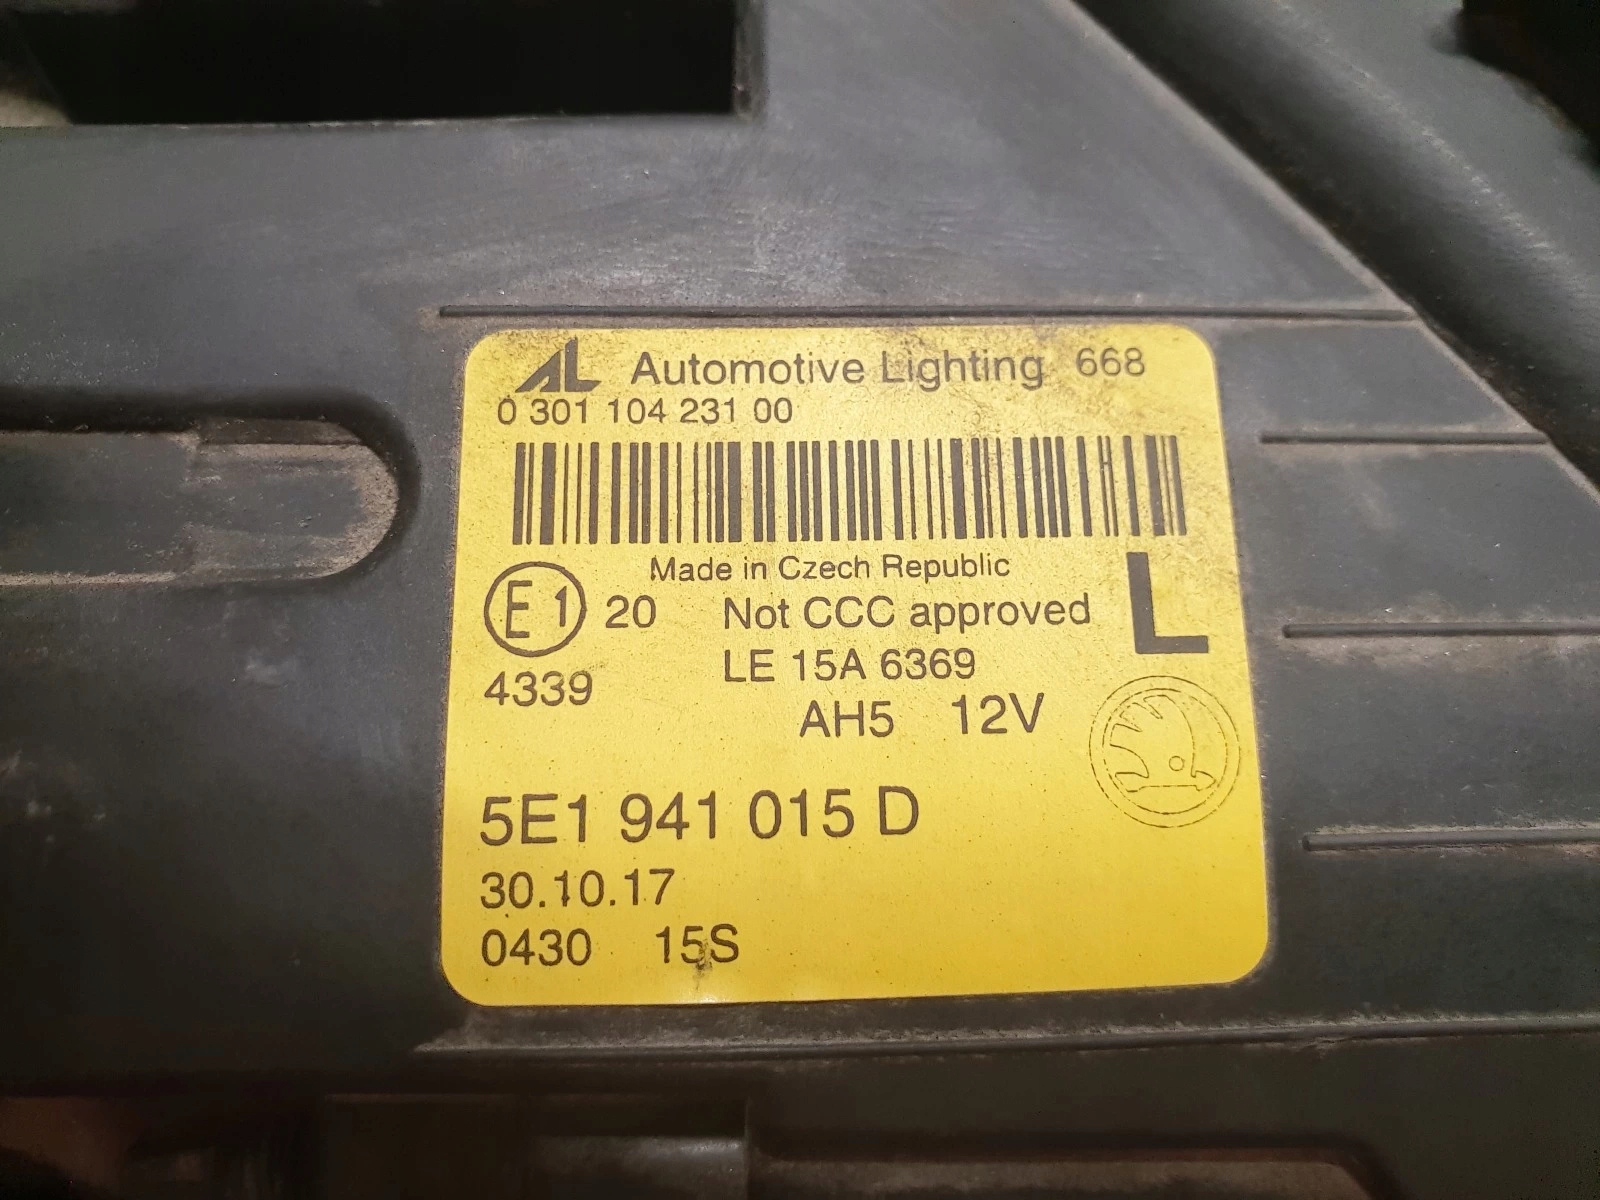 AL Automotive Lighting 668
0 301 104 231 00
Made in Czech Republic
E1 20 Not CCC approved L
4339 LE 15A 6369
AH5 12V
5E1 941 015 D
30.10.17
0430 15S